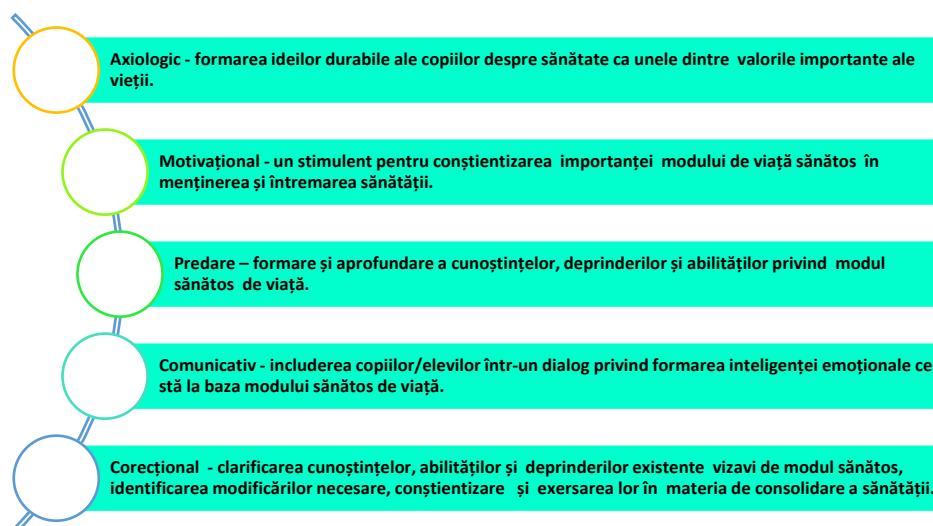 Axiologic - formarea ideilor durabile ale copiilor despre sănătate ca unele dintre valorile importante ale
vieții.
Motivațional - un stimulent pentru conștientizarea importanței modului de viață sănătos în
menținerea și întremarea sănătății.
Predare – formare și aprofundare a cunoștințelor, deprinderilor și abilităților privind modul
sănătos de viață.
Comunicativ - includerea copiilor/elevilor într-un dialog privind formarea inteligenței emoționale ce
stă la baza modului sănătos de viață.
Corecțional - clarificarea cunoștințelor, abilităților și deprinderilor existente vizavi de modul sănătos,
identificarea modificărilor necesare, conștientizare și exersarea lor în materia de consolidare a sănătății.